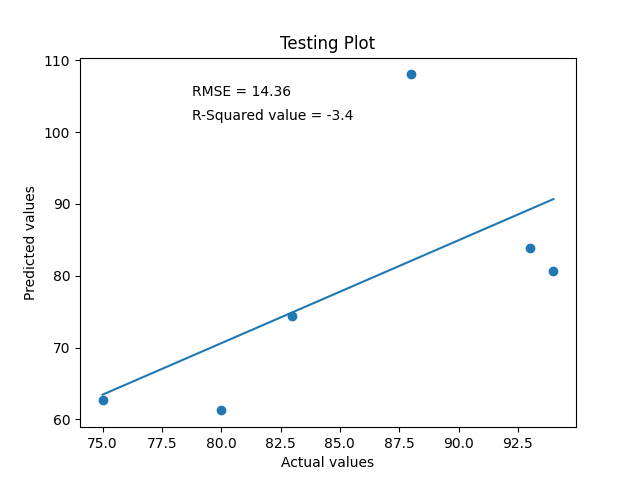 Testing Plot
RMSE = 14.36
R-Squared value = -3.4
Predicted values
110
100
90
80
70
60
75.0 77.5 80.0 82.5 85.0 87.5 90.0 92.5
Actual values